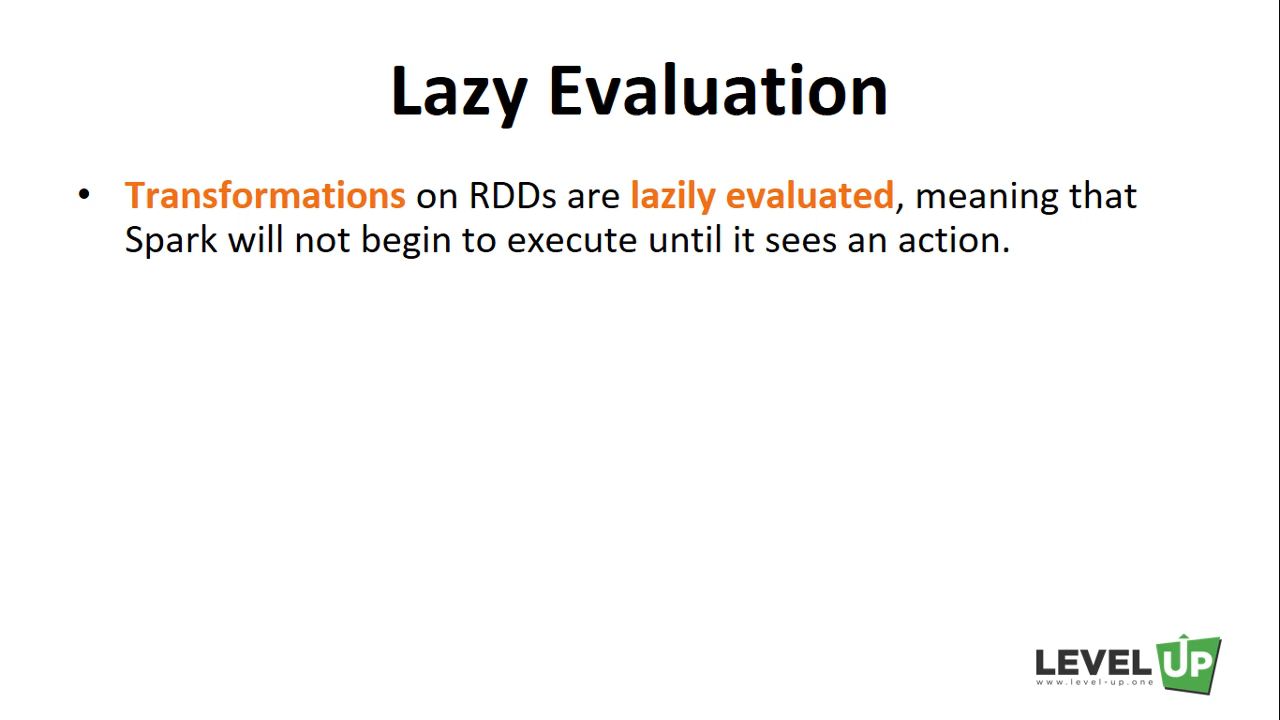 Lazy Evaluation
• Transformations on RDDs are lazily evaluated, meaning that
Spark will not begin to execute until it sees an action.
LEVEL UP
www.level-up.one